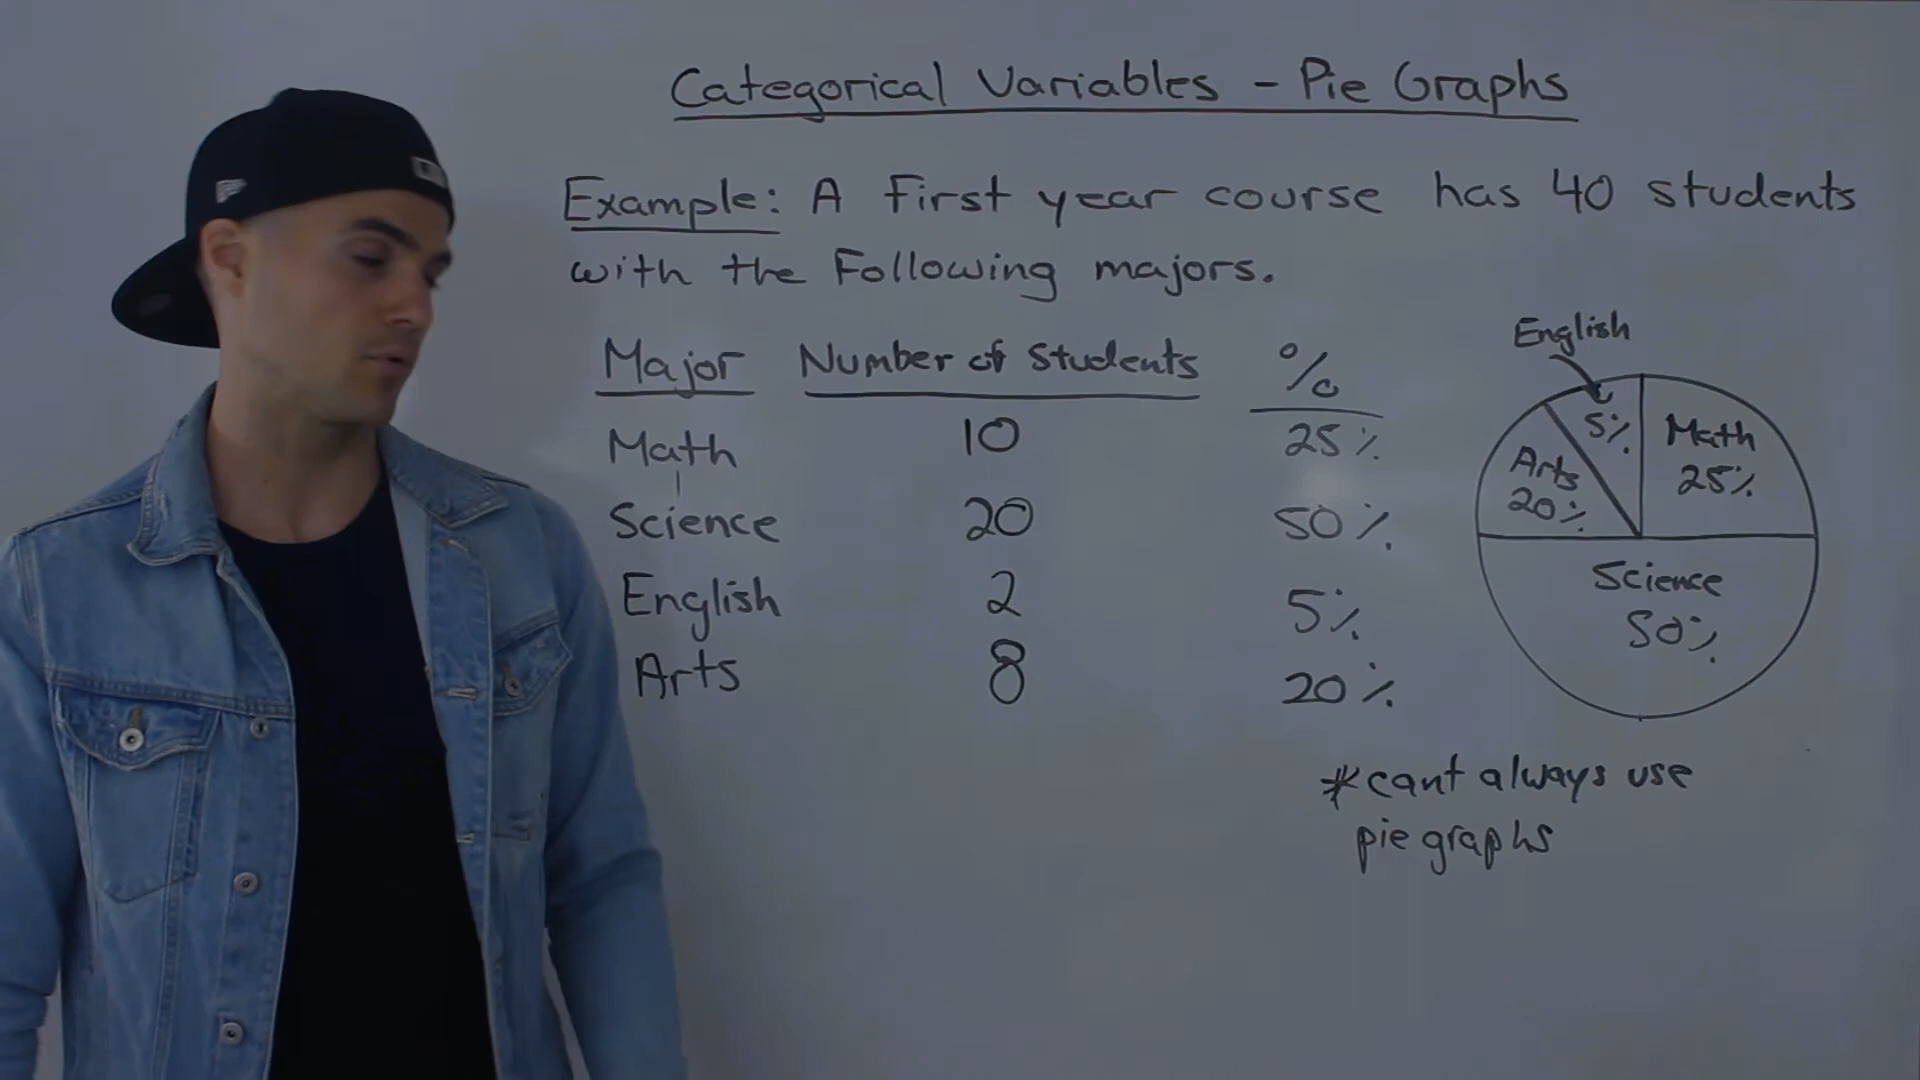 Categorical Variables - Pie Graphs
Example: A first year course has 40 students
with the following majors.
Major Number of Students %
Math 10 25%
Science 20 50%
English 2 5%
Arts 8 20%
English
5%
Math
25%
Arts
20%
Science
50%
*cant always use
pie graphs